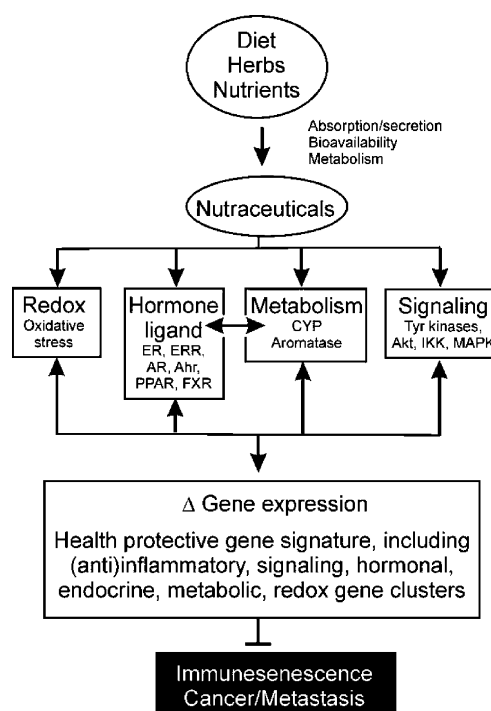 Diet
Herbs
Nutrients
Absorption/secretion
Bioavailability
Metabolism
Nutraceuticals
Redox
Oxidative
stress
Hormone
ligand
ER, ERR,
AR, Ahr,
PPAR, FXR
Metabolism
CYP
Aromatase
Signaling
Tyr kinases,
Akt, IKK, MAPK
Δ Gene expression
Health protective gene signature, including
(anti)inflammatory, signaling, hormonal,
endocrine, metabolic, redox gene clusters
Immunesenescence
Cancer/Metastasis